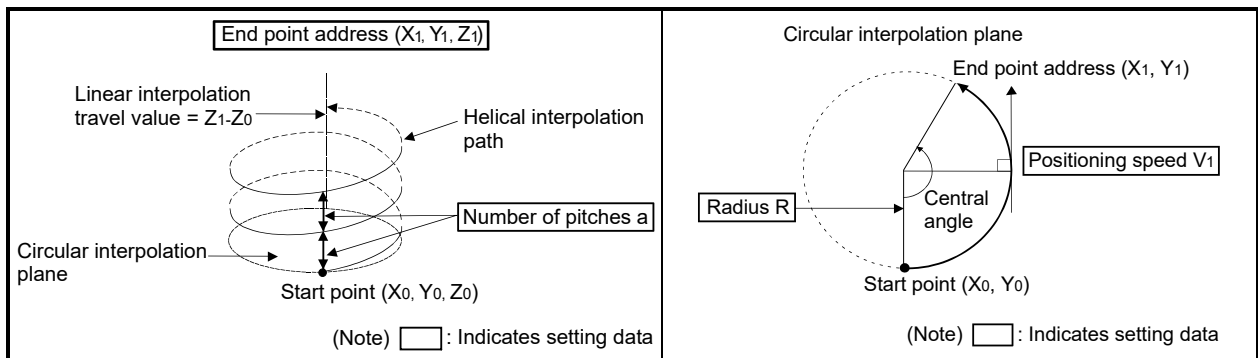 End point address (X1, Y1, Z1)
Linear interpolation
travel value = Z1-Z0
Helical interpolation
path
Number of pitches a
Circular interpolation
plane
Start point (X0, Y0, Z0)
(Note) : Indicates setting data
Circular interpolation plane
End point address (X1, Y1)
Positioning speed V1
Radius R
Central
angle
Start point (X0, Y0)
(Note) : Indicates setting data